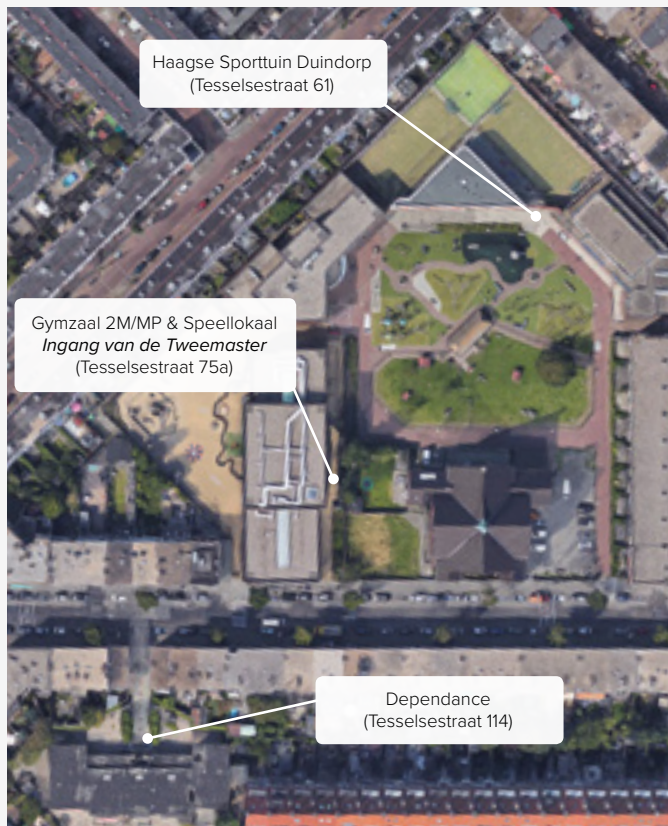 Haagse Sporttuin Duindorp
(Tesselsestraat 61)
Gymzaal 2M/MP & Speellokaal
Ingang van de Tweemaster
(Tesselsestraat 75a)
Dependance
(Tesselsestraat 114)